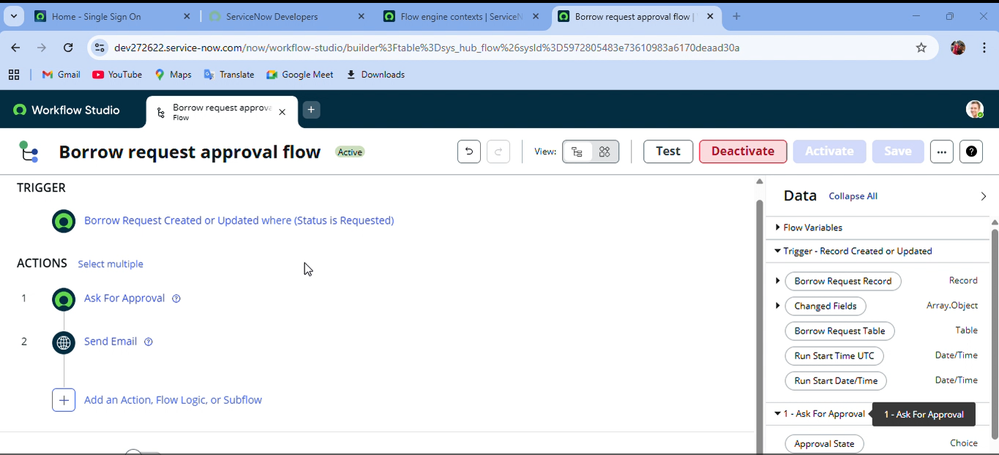 Home - Single Sign On
ServiceNow Developers
Flow engine contexts | ServiceN
Borrow request approval flow |
dev272622.service-now.com/now/workflow-studio/builder%3Ftable%3Dsys_hub_flow%26sysId%3D5972805483e73610983a6170deaad30a
Gmail
YouTube
Maps
Translate
Google Meet
Downloads
Workflow Studio
Borrow request approva
Flow
Borrow request approval flow
Active
View:
Test
Deactivate
Activate
Save
TRIGGER
Borrow Request Created or Updated where (Status is Requested)
ACTIONS Select multiple
1 Ask For Approval
2 Send Email
Add an Action, Flow Logic, or Subflow
Data Collapse All
Flow Variables
Trigger - Record Created or Updated
Borrow Request Record Record
Changed Fields Array.Object
Borrow Request Table Table
Run Start Time UTC Date/Time
Run Start Date/Time Date/Time
1 - Ask For Approval 1 - Ask For Approval
Approval State Choice